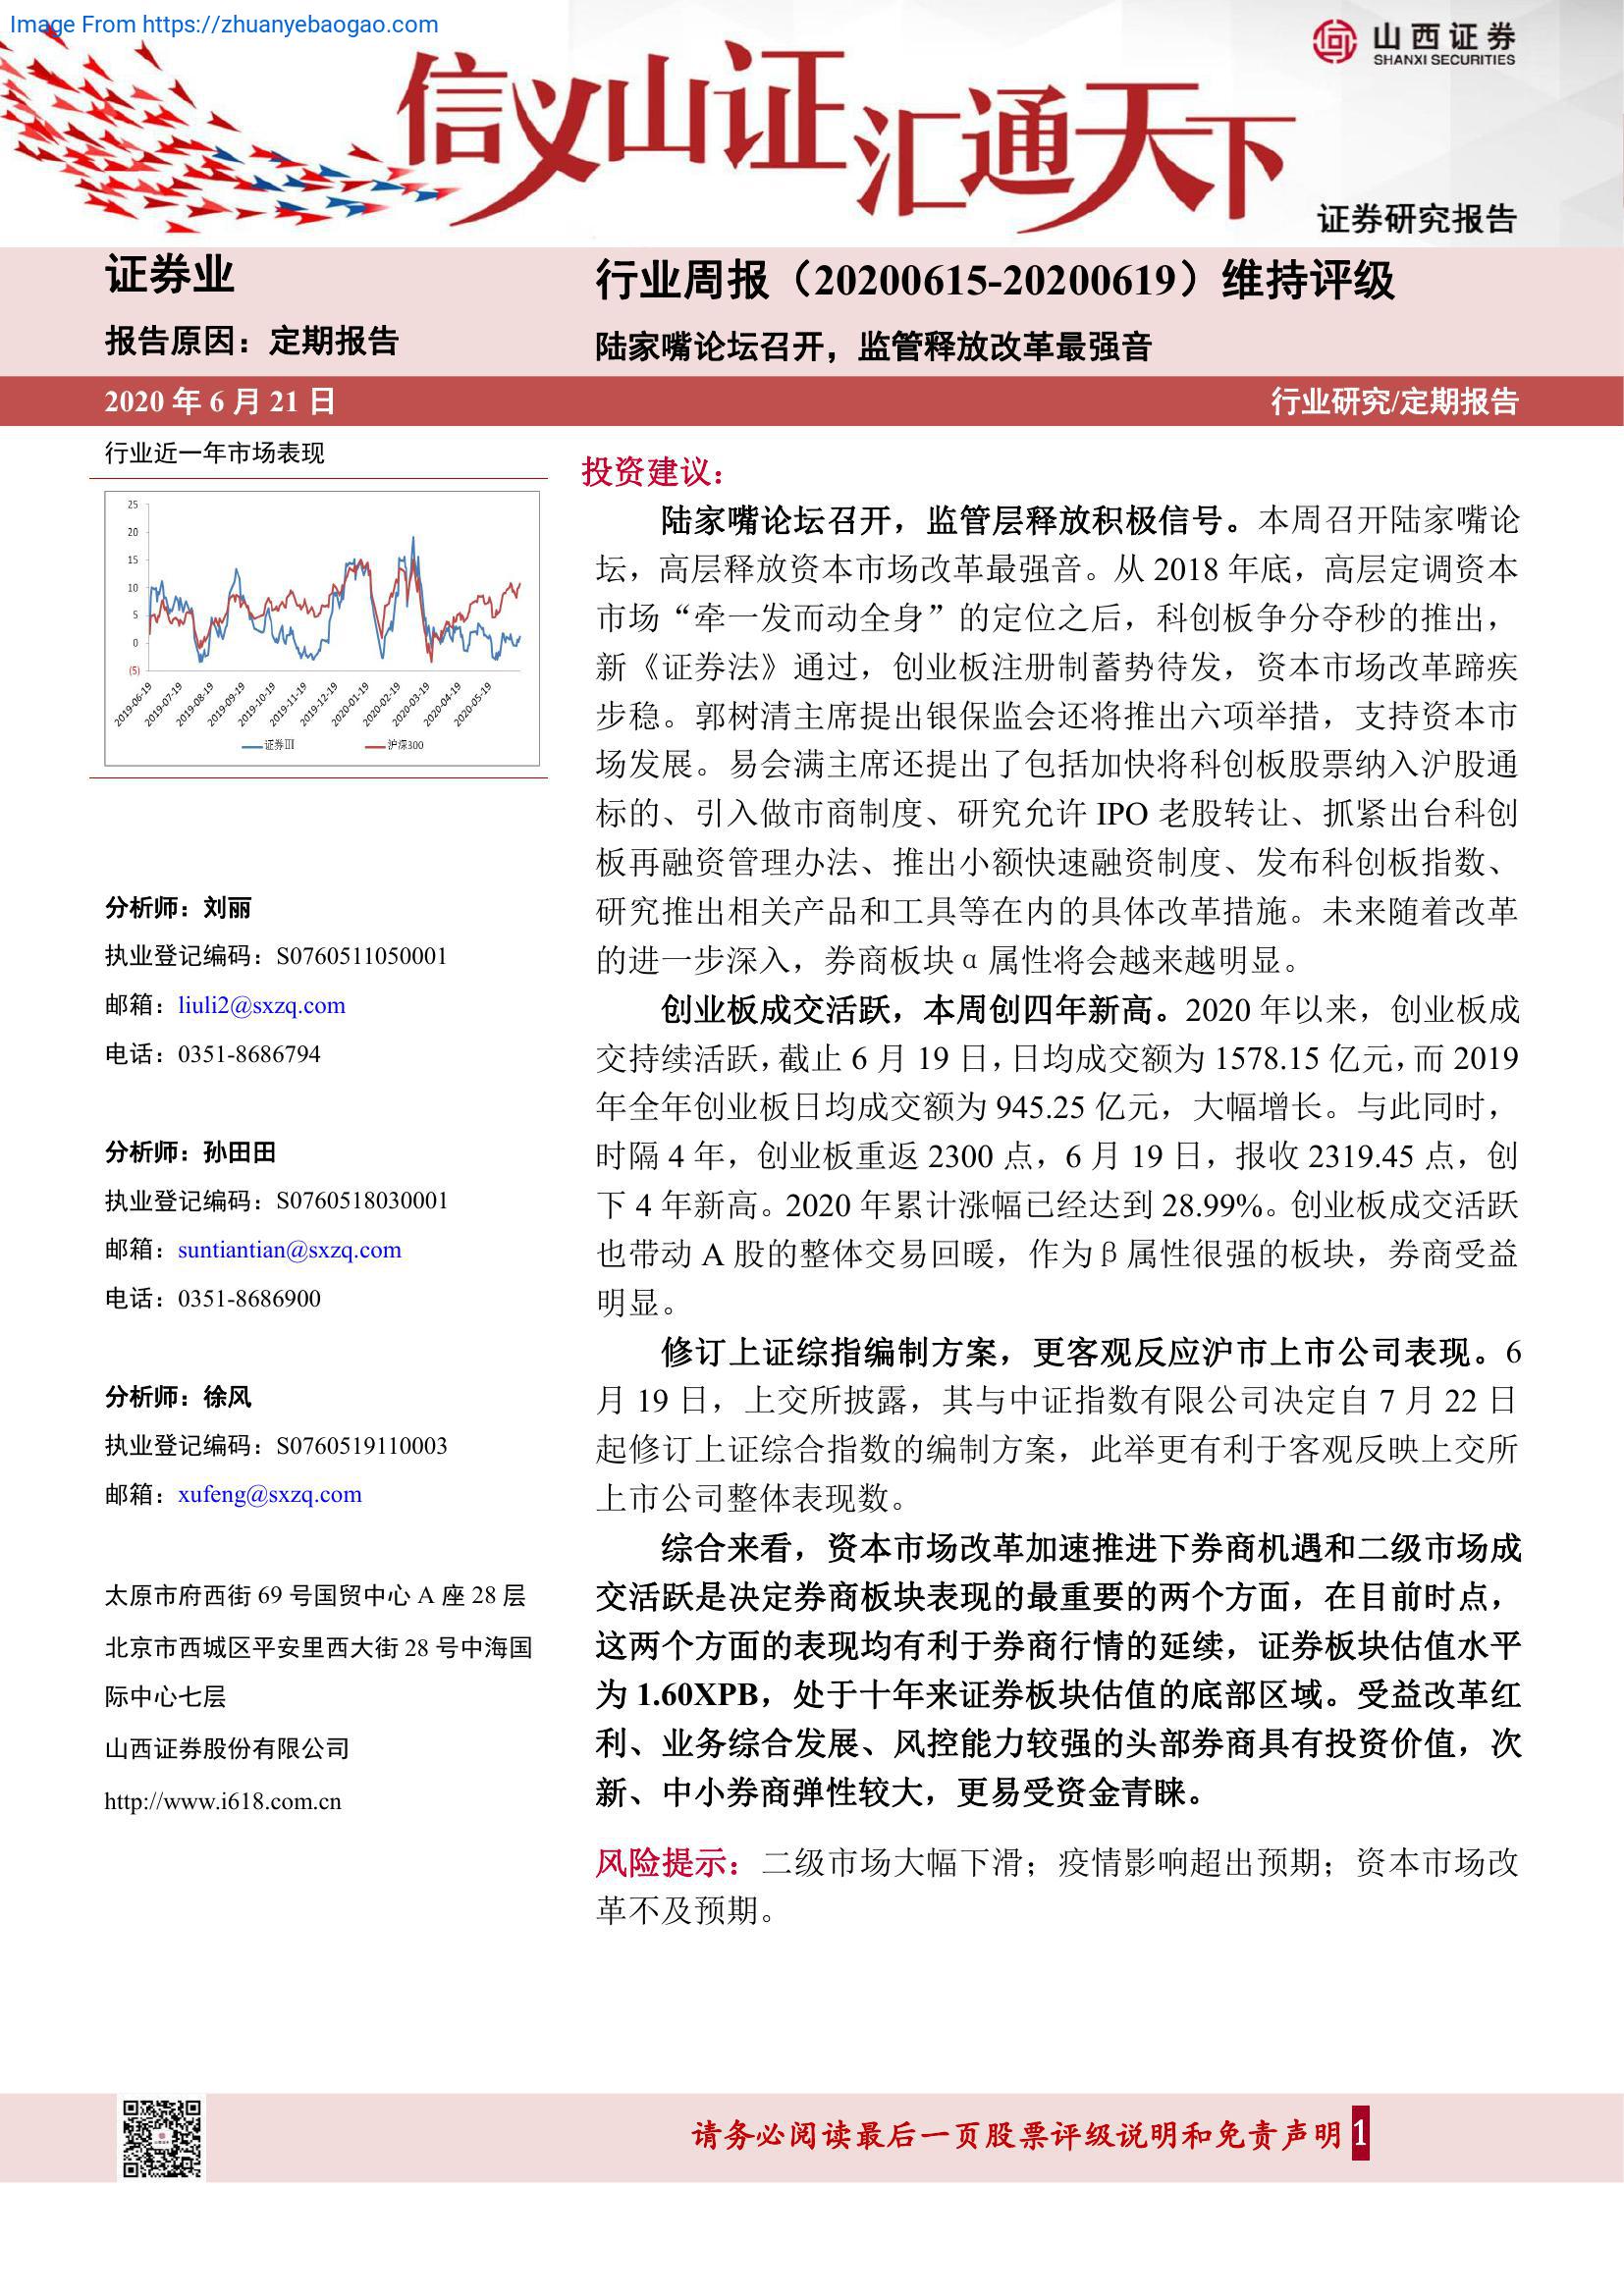 Image From https://zhuanyebaogao.com
山西证券
SHANXI SECURITIES
信义山证汇通天下
证券研究报告
证券业
报告原因：定期报告
行业周报（20200615-20200619）维持评级
陆家嘴论坛召开，监管释放改革最强音
2020 年 6 月 21 日
行业研究/定期报告
行业近一年市场表现
25
20
15
10
5
0
(5)
2019-06-19
2019-07-19
2019-08-19
2019-09-19
2019-10-19
2019-11-19
2019-12-19
2020-01-19
2020-02-19
2020-03-19
2020-04-19
2020-05-19
证券III
沪深300
分析师：刘丽
执业登记编码：S0760511050001
邮箱：liuli2@sxzq.com
电话：0351-8686794
分析师：孙田田
执业登记编码：S0760518030001
邮箱：suntiantian@sxzq.com
电话：0351-8686900
分析师：徐风
执业登记编码：S0760519110003
邮箱：xufeng@sxzq.com
太原市府西街 69 号国贸中心 A 座 28 层
北京市西城区平安里西大街 28 号中海国
际中心七层
山西证券股份有限公司
http://www.i618.com.cn
投资建议：
陆家嘴论坛召开，监管层释放积极信号。本周召开陆家嘴论
坛，高层释放资本市场改革最强音。从 2018 年底，高层定调资本
市场“牵一发而动全身”的定位之后，科创板争分夺秒的推出，
新《证券法》通过，创业板注册制蓄势待发，资本市场改革蹄疾
步稳。郭树清主席提出银保监会还将推出六项举措，支持资本市
场发展。易会满主席还提出了包括加快将科创板股票纳入沪股通
标的、引入做市商制度、研究允许 IPO 老股转让、抓紧出台科创
板再融资管理办法、推出小额快速融资制度、发布科创板指数、
研究推出相关产品和工具等在内的具体改革措施。未来随着改革
的进一步深入，券商板块 α 属性将会越来越明显。
创业板成交活跃，本周创四年新高。2020 年以来，创业板成
交持续活跃，截止 6 月 19 日，日均成交额为 1578.15 亿元，而 2019
年全年创业板日均成交额为 945.25 亿元，大幅增长。与此同时，
时隔 4 年，创业板重返 2300 点，6 月 19 日，报收 2319.45 点，创
下 4 年新高。2020 年累计涨幅已经达到 28.99%。创业板成交活跃
也带动 A 股的整体交易回暖，作为 β 属性很强的板块，券商受益
明显。
修订上证综指编制方案，更客观反应沪市上市公司表现。6
月 19 日，上交所披露，其与中证指数有限公司决定自 7 月 22 日
起修订上证综合指数的编制方案，此举更有利于客观反映上交所
上市公司整体表现数。
综合来看，资本市场改革加速推进下券商机遇和二级市场成
交活跃是决定券商板块表现的最重要的两个方面，在目前时点，
这两个方面的表现均有利于券商行情的延续，证券板块估值水平
为 1.60XPB，处于十年来证券板块估值的底部区域。受益改革红
利、业务综合发展、风控能力较强的头部券商具有投资价值，次
新、中小券商弹性较大，更易受资金青睐。
风险提示：二级市场大幅下滑；疫情影响超出预期；资本市场改
革不及预期。
请务必阅读最后一页股票评级说明和免责声明 1